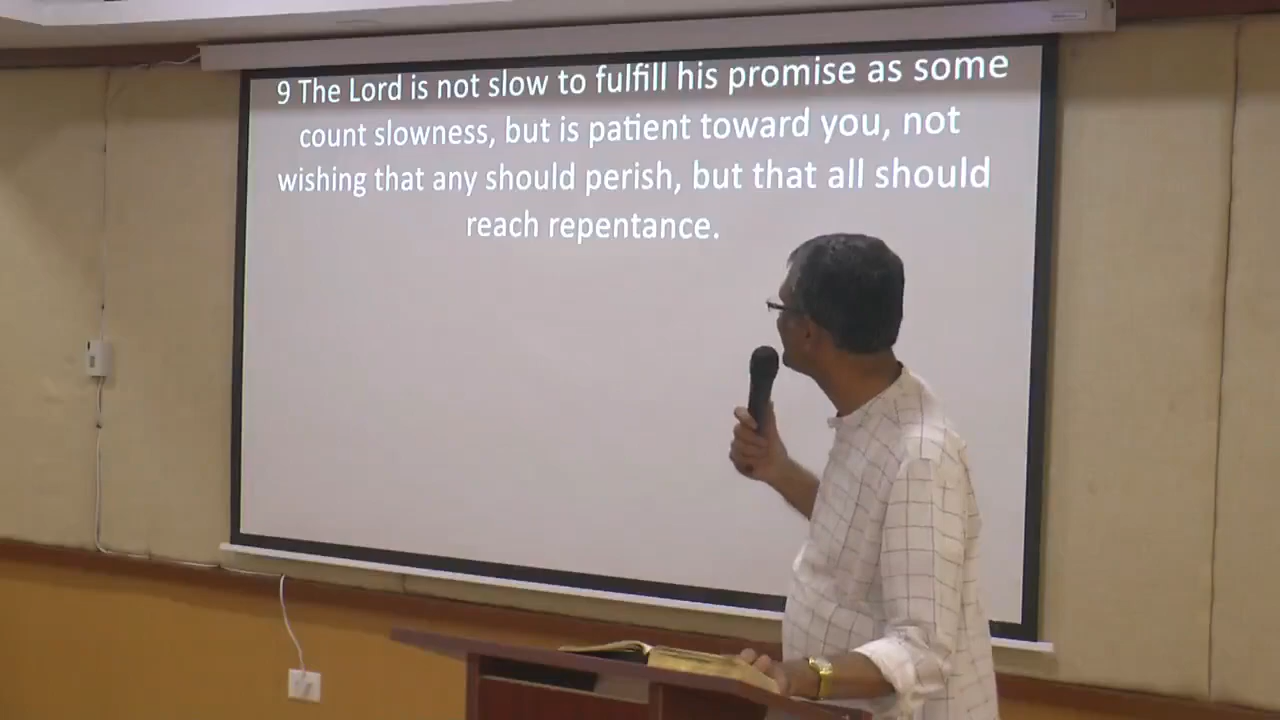 9 The Lord is not slow to fulfill his promise as some
count slowness, but is patient toward you, not
wishing that any should perish, but that all should
reach repentance.